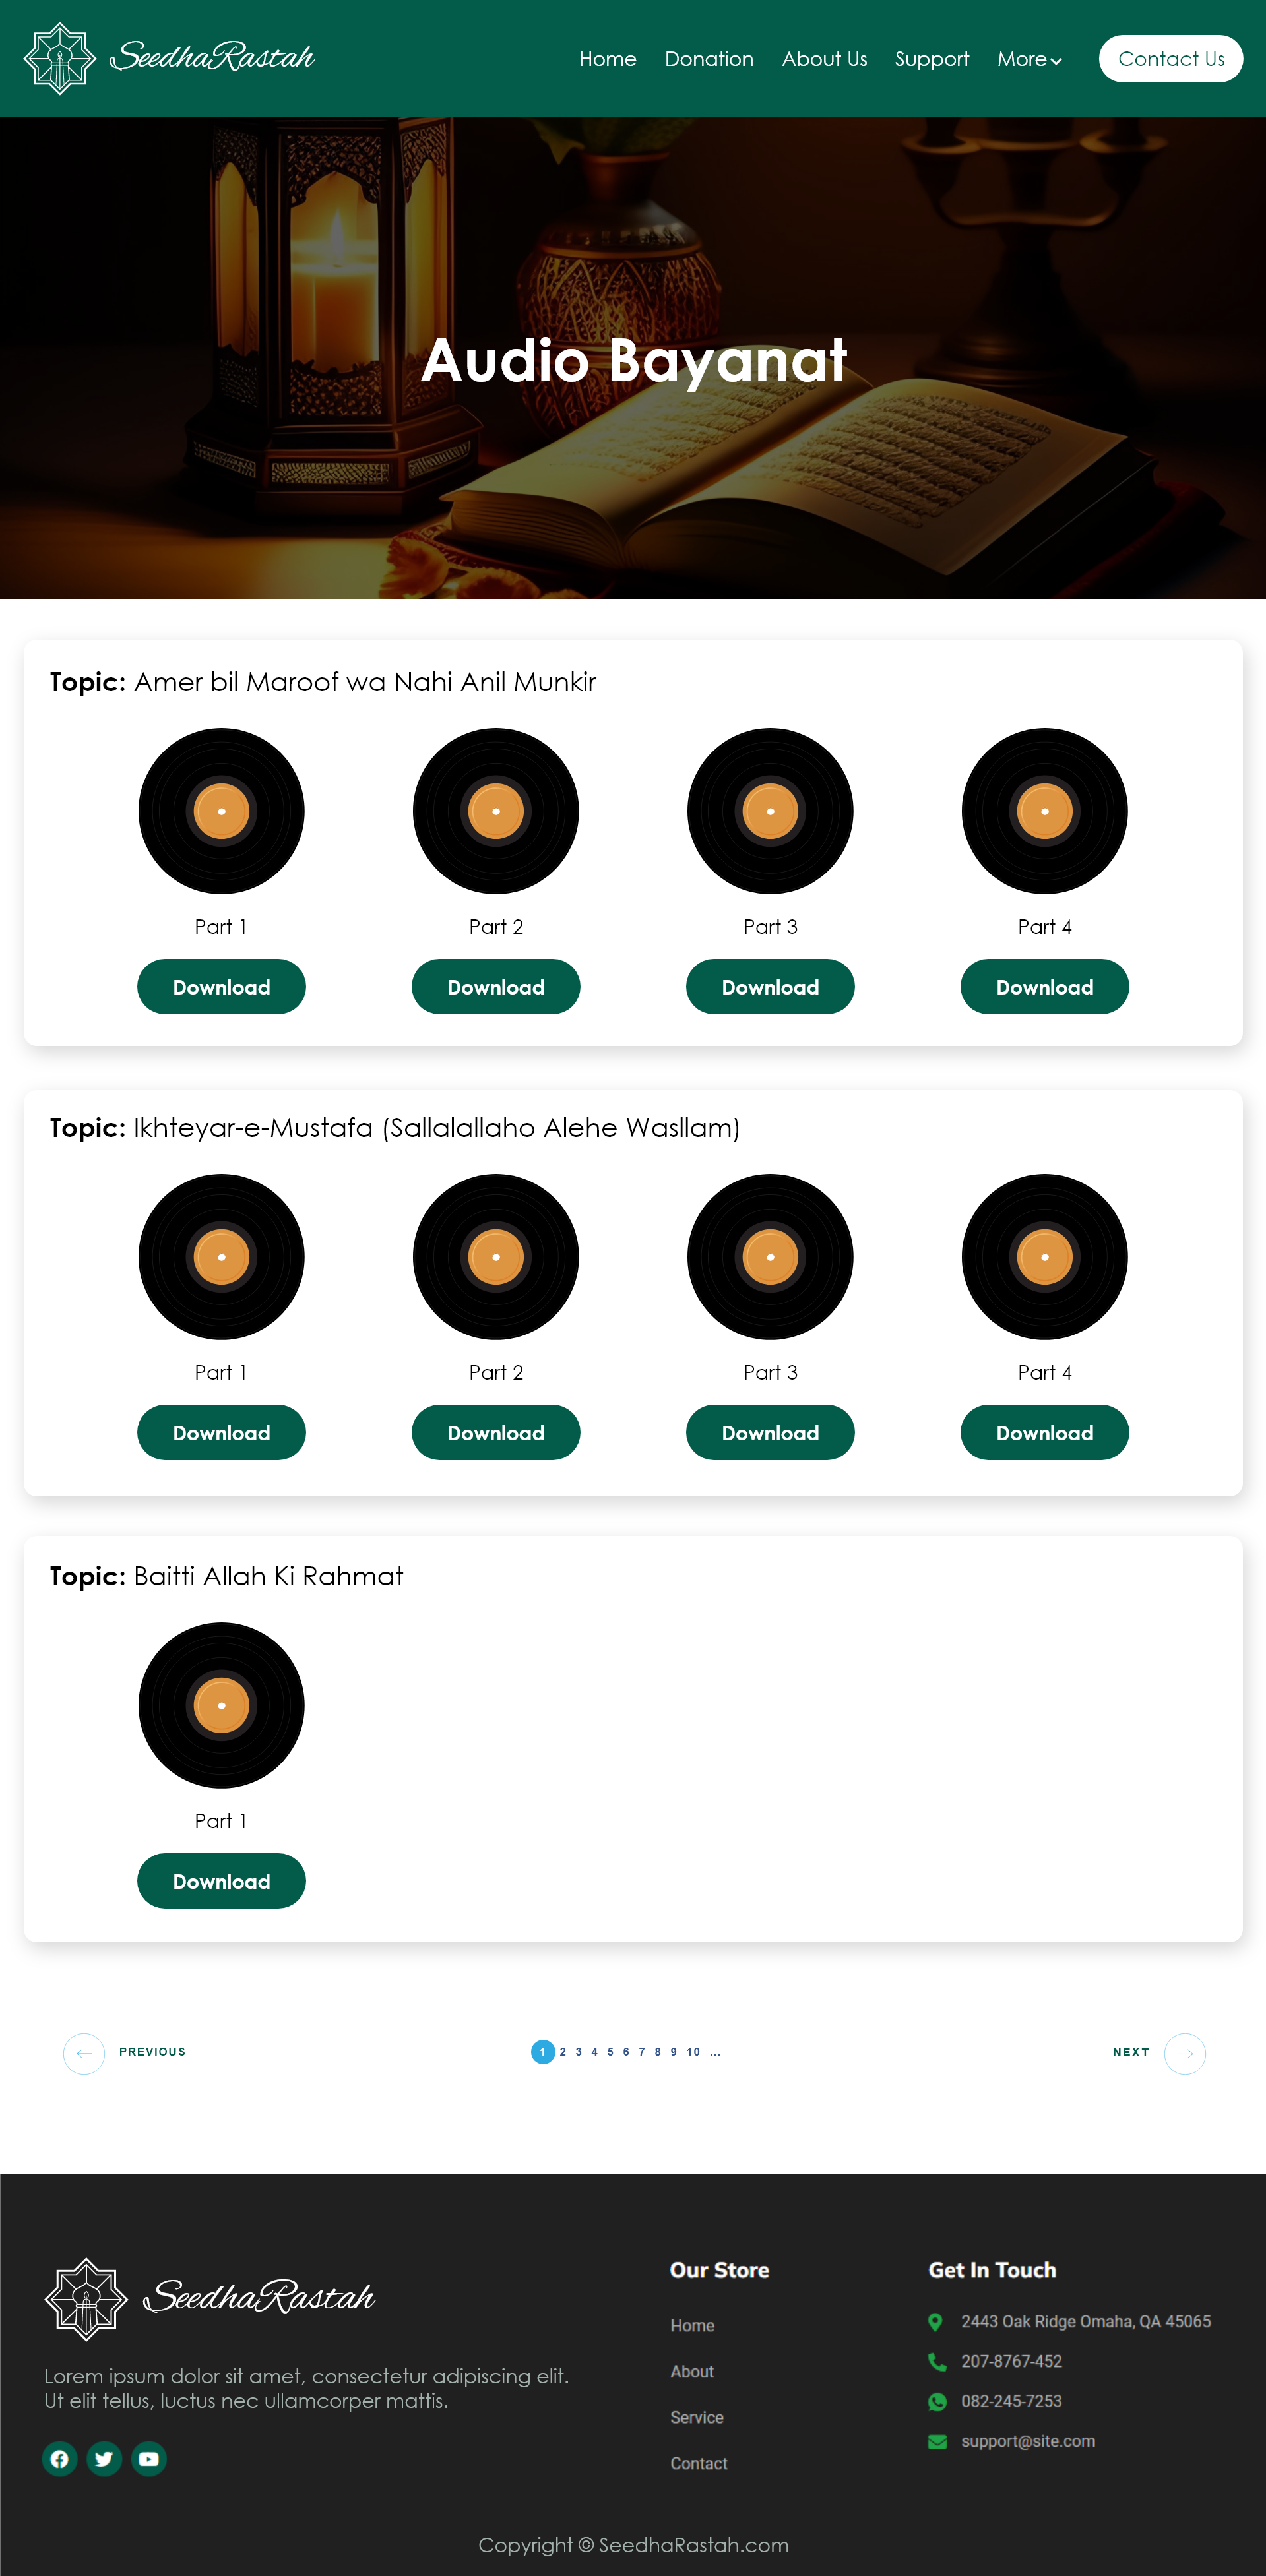 SeedhaRastah
Home Donation About Us Support More Contact Us
Audio Bayanat
Topic: Amer bil Maroof wa Nahi Anil Munkir
Part 1 Part 2 Part 3 Part 4
Download Download Download Download
Topic: Ikhteyar-e-Mustafa (Sallalallaho Alehe Wasllam)
Part 1 Part 2 Part 3 Part 4
Download Download Download Download
Topic: Baitti Allah Ki Rahmat
Part 1
Download
PREVIOUS 1 2 3 4 5 6 7 8 9 10 ... NEXT
SeedhaRastah
Lorem ipsum dolor sit amet, consectetur adipiscing elit.
Ut elit tellus, luctus nec ullamcorper mattis.
Our Store
Home
About
Service
Contact
Get In Touch
2443 Oak Ridge Omaha, QA 45065
207-8767-452
082-245-7253
support@site.com
Copyright © SeedhaRastah.com